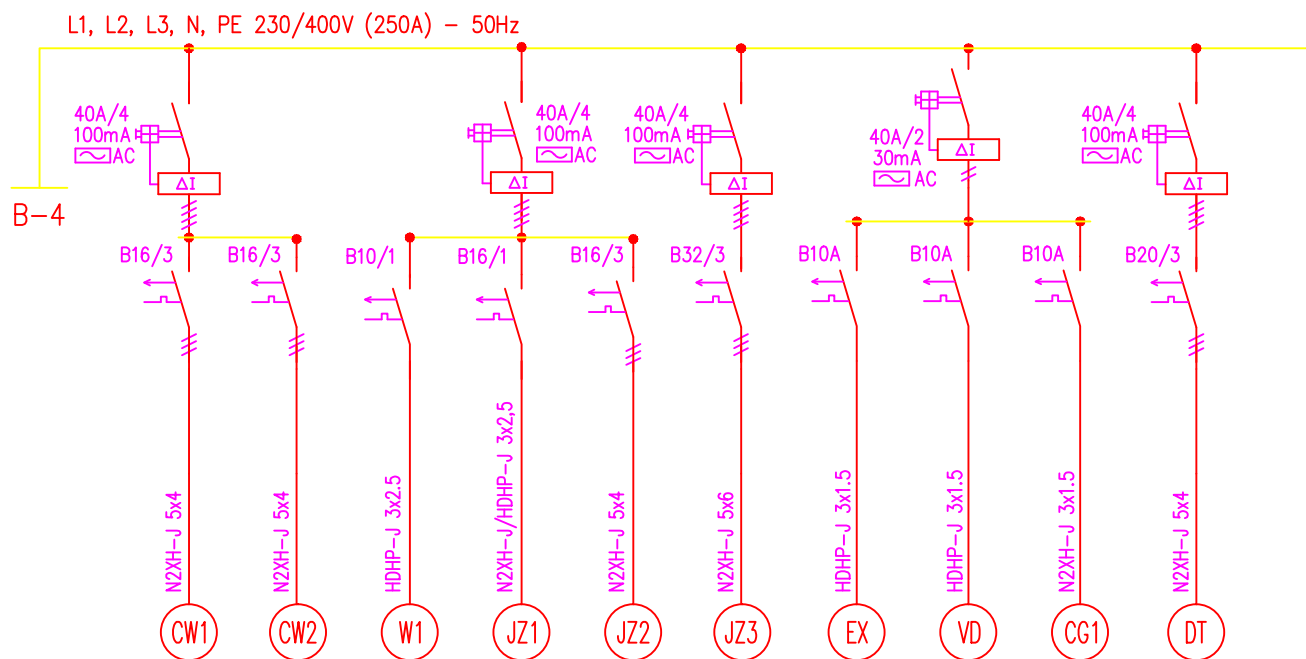 L1, L2, L3, N, PE 230/400V (250A) – 50Hz
B-4
40A/4
100mA
AC
ΔI
40A/4
100mA
AC
ΔI
40A/4
100mA
AC
ΔI
40A/2
30mA
AC
ΔI
40A/4
100mA
AC
ΔI
B16/3
B16/3
B10/1
B16/1
B16/3
B32/3
B10A
B10A
B10A
B20/3
N2XH-J 5x4
N2XH-J 5x4
HDHP-J 3x2.5
N2XH-J/HDHP-J 3x2,5
N2XH-J 5x4
N2XH-J 5x6
HDHP-J 3x1.5
HDHP-J 3x1.5
N2XH-J 3x1.5
N2XH-J 5x4
CW1
CW2
W1
JZ1
JZ2
JZ3
EX
VD
CG1
DT